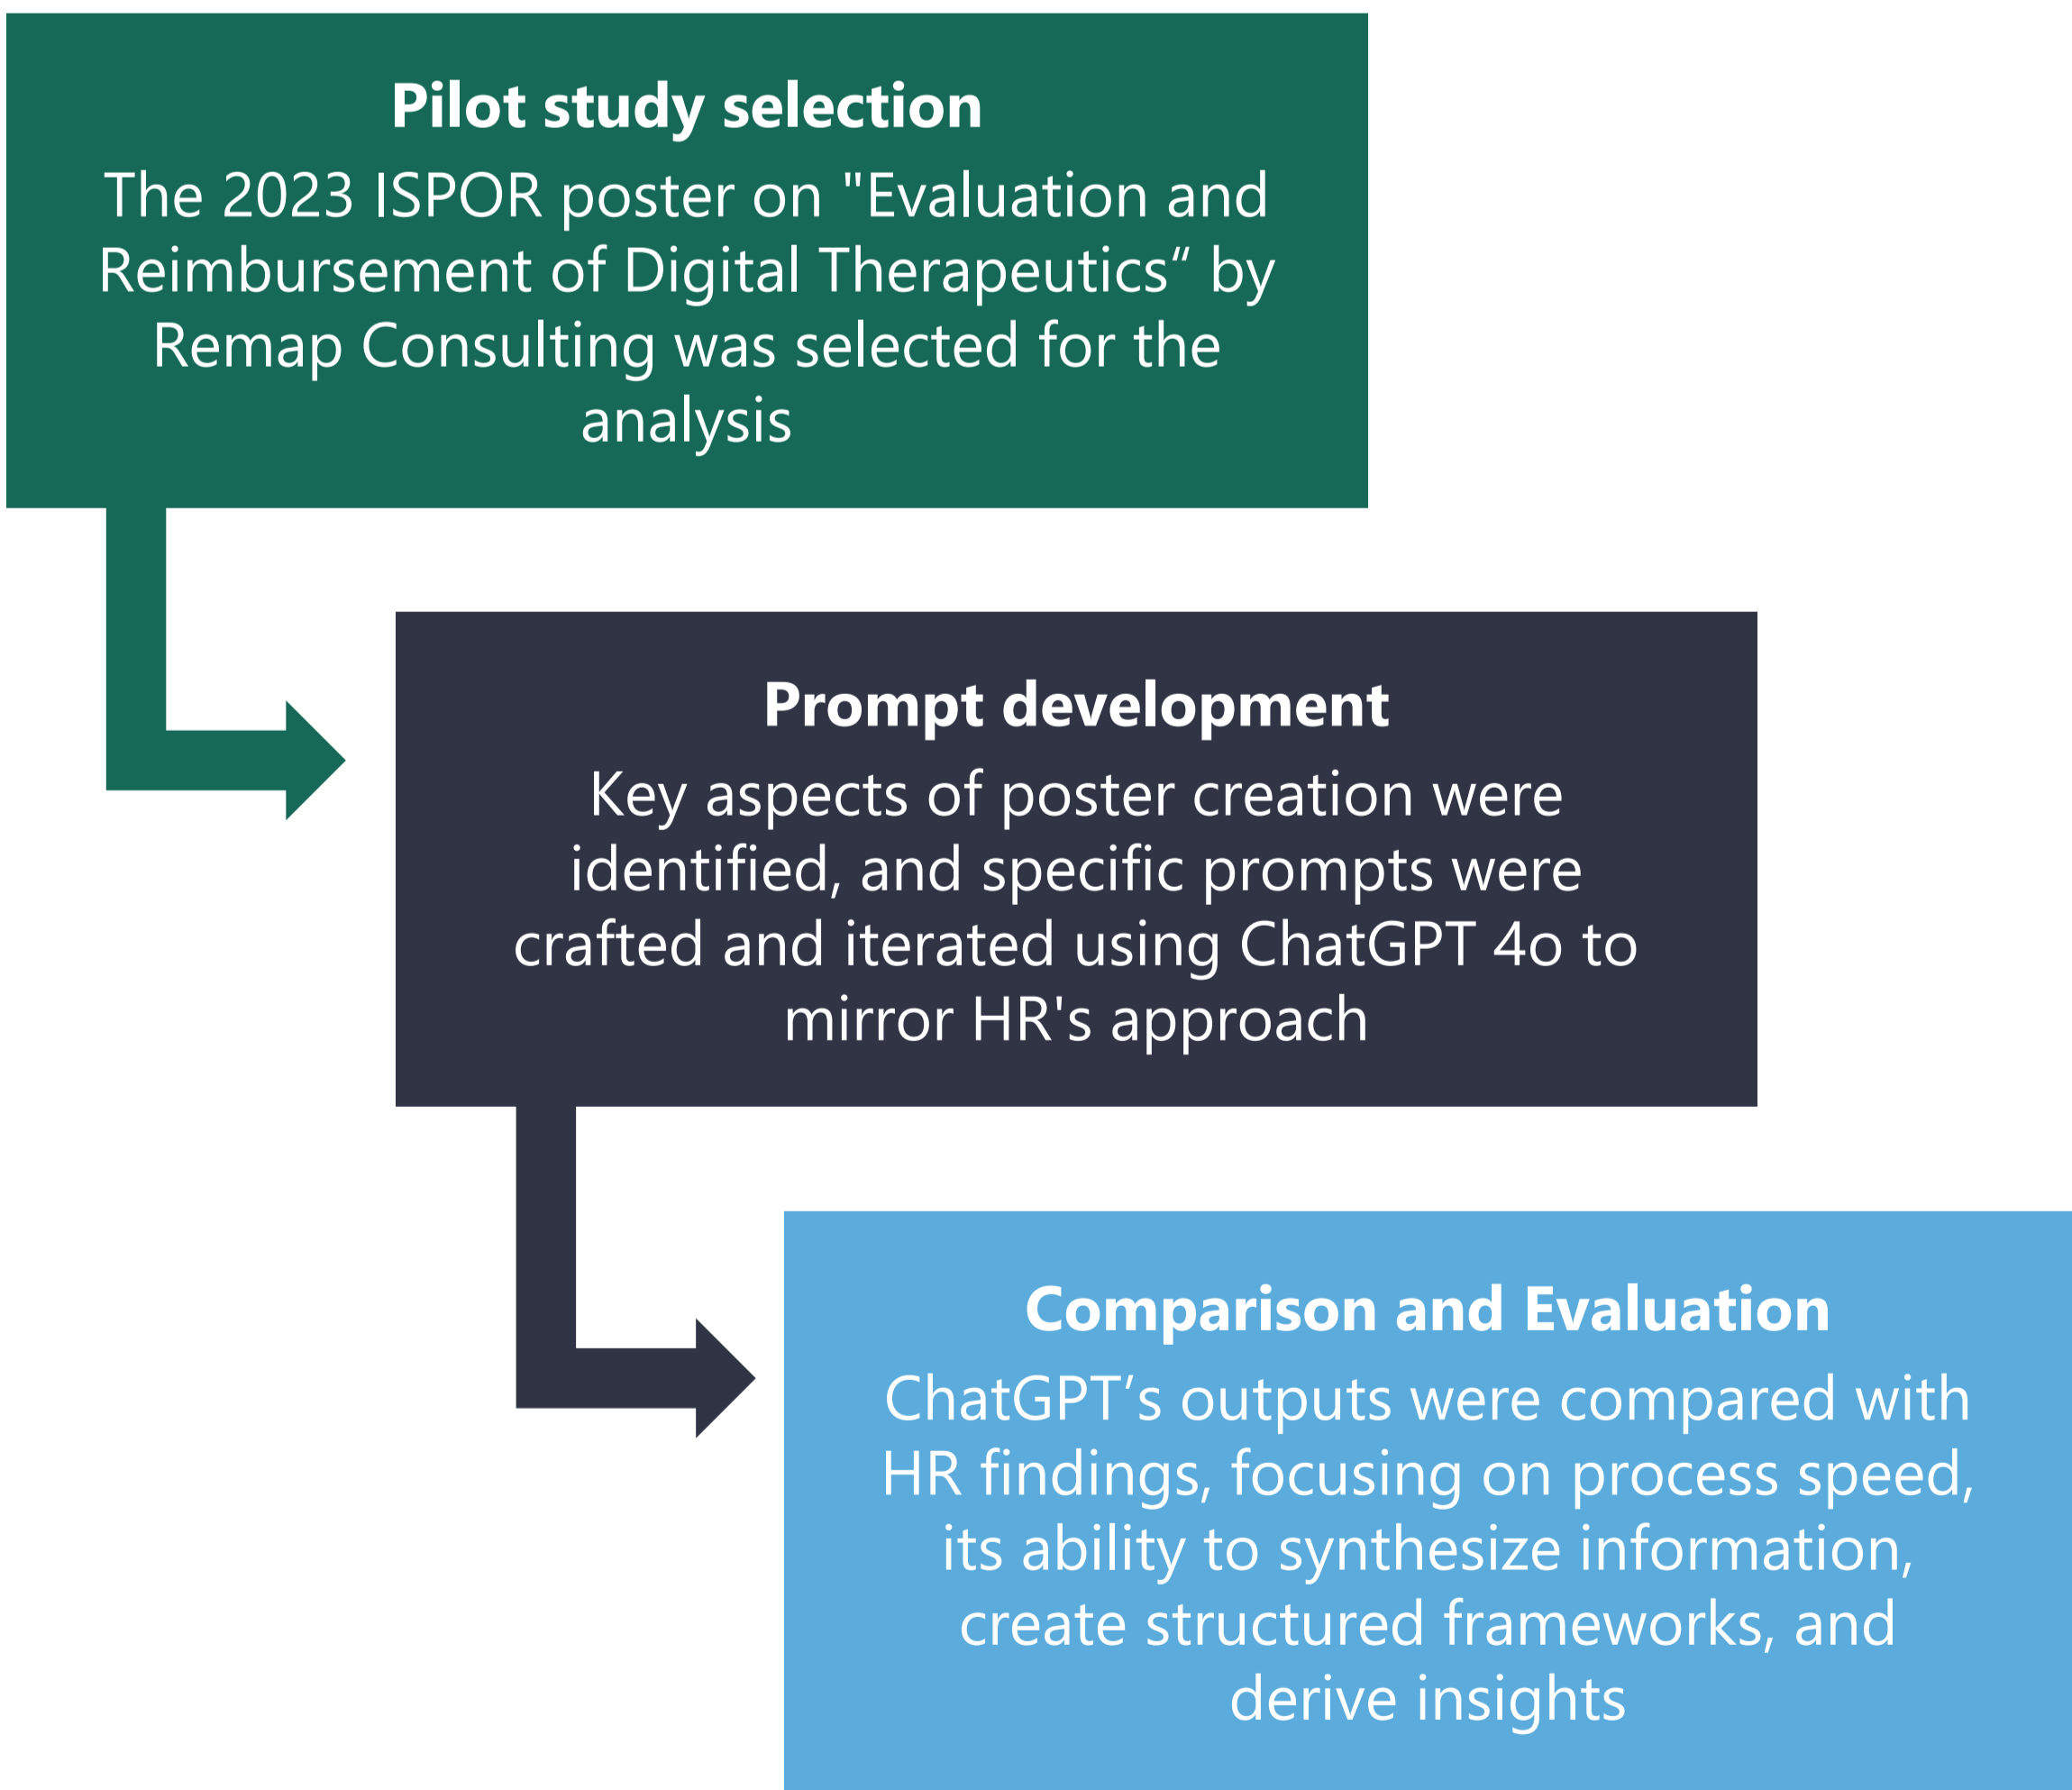 Pilot study selection
The 2023 ISPOR poster on "Evaluation and
Reimbursement of Digital Therapeutics“ by
Remap Consulting was selected for the
analysis
Prompt development
Key aspects of poster creation were
identified, and specific prompts were
crafted and iterated using ChatGPT 4o to
mirror HR's approach
Comparison and Evaluation
ChatGPT’s outputs were compared with
HR findings, focusing on process speed,
its ability to synthesize information,
create structured frameworks, and
derive insights